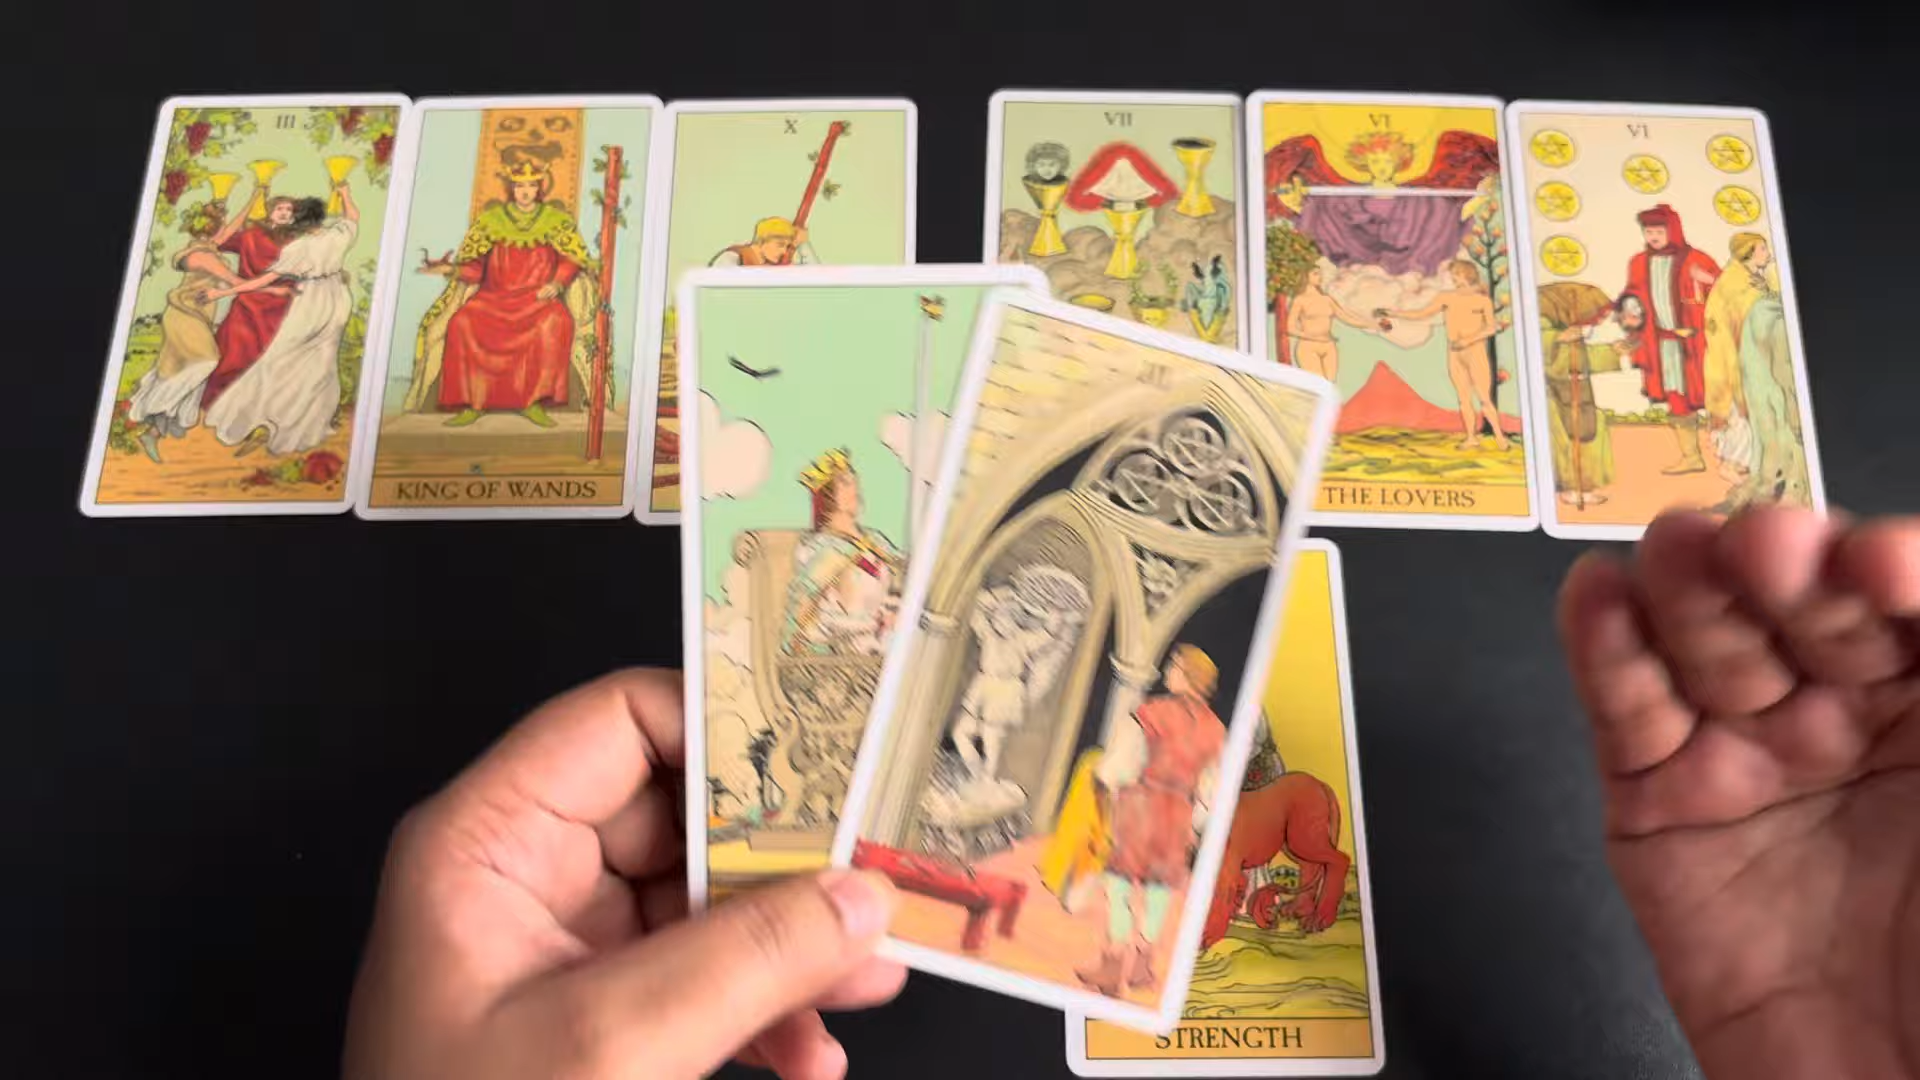 III
X
VII
VI
VI
KING OF WANDS
THE LOVERS
STRENGTH